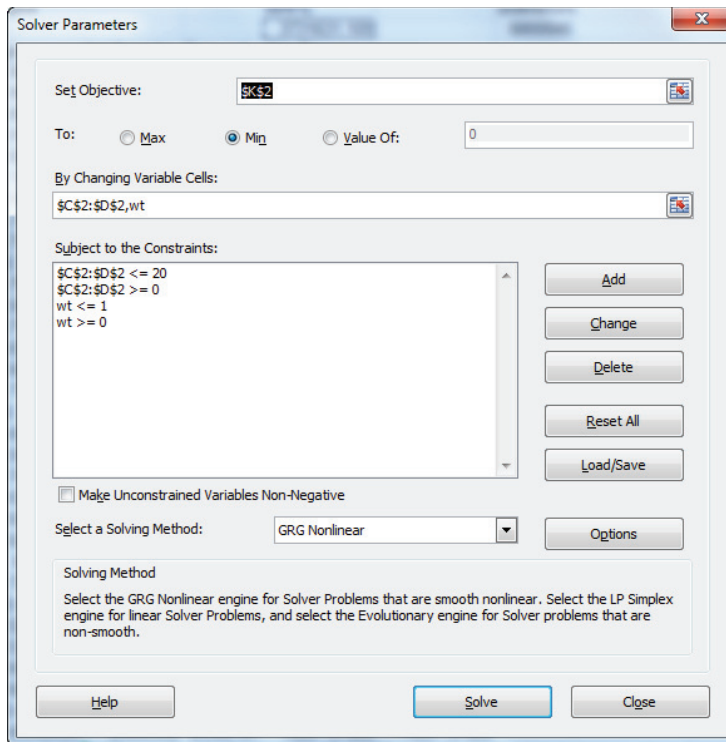 Solver Parameters
x
Set Objective: $K$2
To: Max Min Value Of: 0
By Changing Variable Cells:
$C$2:$D$2,wt
Subject to the Constraints:
$C$2:$D$2 <= 20
$C$2:$D$2 >= 0
wt <= 1
wt >= 0
Add
Change
Delete
Reset All
Load/Save
Make Unconstrained Variables Non-Negative
Select a Solving Method: GRG Nonlinear Options
Solving Method
Select the GRG Nonlinear engine for Solver Problems that are smooth nonlinear. Select the LP Simplex
engine for linear Solver Problems, and select the Evolutionary engine for Solver problems that are
non-smooth.
Help Solve Close